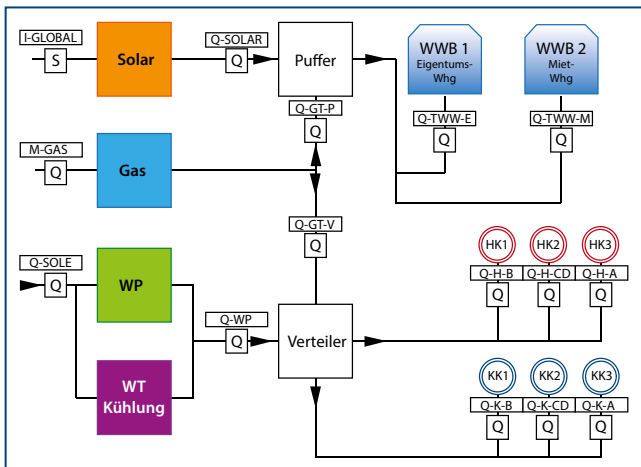 I-GLOBAL
S
Solar
Q-SOLAR
Q
Puffer
WWB 1
Eigentums-
Whg
WWB 2
Miet-
Whg
Q-GT-P
Q
Q-TWW-E
Q
Q-TWW-M
Q
M-GAS
Q
Gas
Q-GT-V
Q
Q-SOLE
Q
WP
Q-WP
Q
Verteiler
WT
Kühlung
HK1
HK2
HK3
Q-H-B
Q-H-CD
Q-H-A
Q
Q
Q
KK1
KK2
KK3
Q-K-B
Q-K-CD
Q-K-A
Q
Q
Q